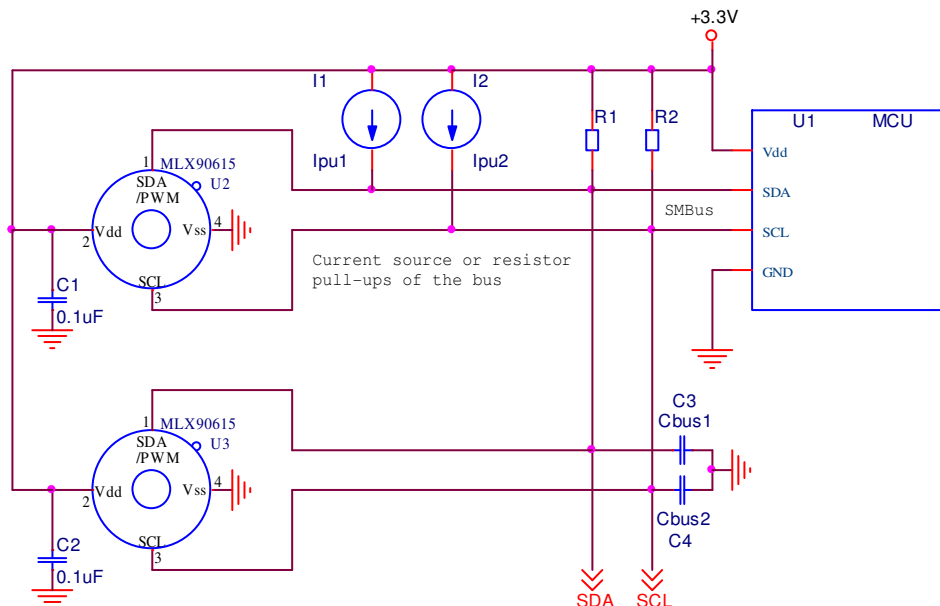 +3.3V
I1
I2
R1
R2
U1
MCU
Ipu1
Ipu2
Vdd
SDA
SCL
GND
SMBus
1
MLX90615
U2
SDA
/PWM
Vdd
2
Vss
4
SCL
3
Current source or resistor
pull-ups of the bus
C1
0.1uF
1
MLX90615
U3
SDA
/PWM
Vdd
2
Vss
4
SCL
3
C3
Cbus1
Cbus2
C4
C2
0.1uF
SDA
SCL